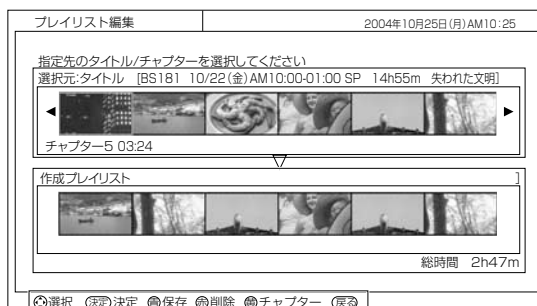 プレイリスト編集
2004年10月25日(月)AM10:25
指定先のタイトル/チャプターを選択してください
選択元:タイトル [BS181 10/22(金)AM10:00-01:00 SP 14h55m 失われた文明]
チャプター5 03:24
作成プレイリスト ]
総時間 2h47m
選択 決定 決定 保存 削除 チャプター 戻る